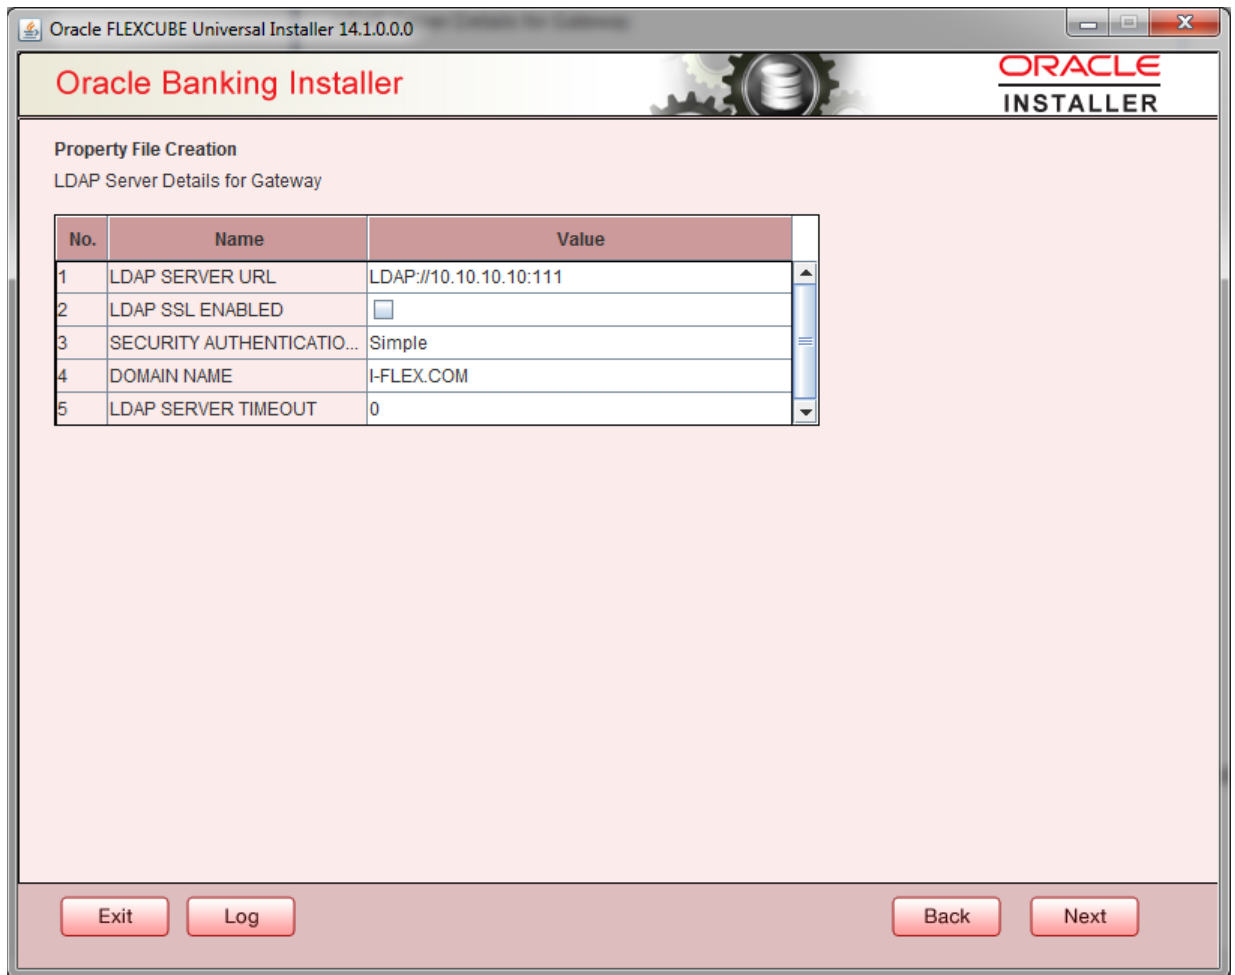 Oracle FLEXCUBE Universal Installer 14.1.0.0.0
Oracle Banking Installer
ORACLE
INSTALLER
Property File Creation
LDAP Server Details for Gateway
No. Name Value
1 LDAP SERVER URL LDAP://10.10.10.10:111
2 LDAP SSL ENABLED
3 SECURITY AUTHENTICATIO... Simple
4 DOMAIN NAME I-FLEX.COM
5 LDAP SERVER TIMEOUT 0
Exit Log Back Next